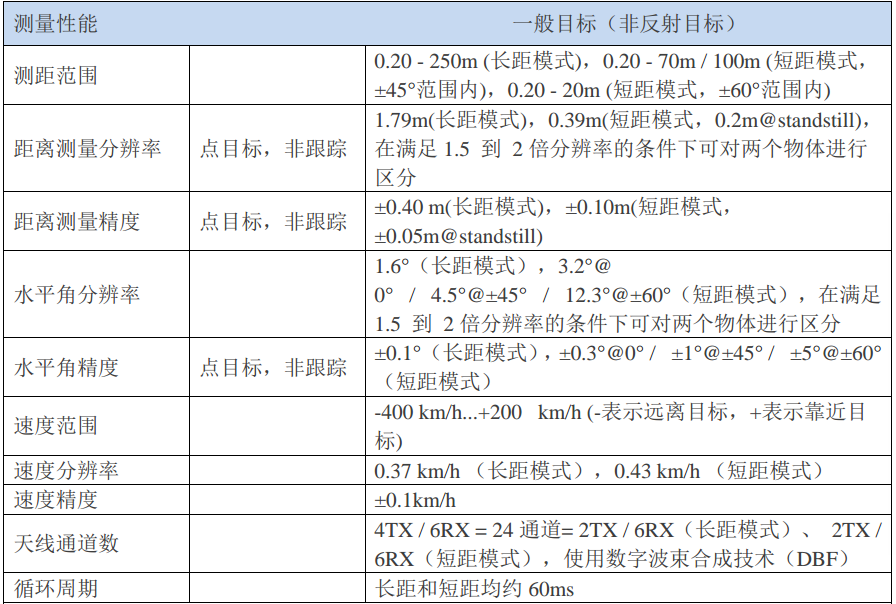 测量性能 一般目标（非反射目标）
测距范围 0.20 - 250m (长距模式)，0.20 - 70m / 100m (短距模式，
±45°范围内)，0.20 - 20m (短距模式，±60°范围内)
距离测量分辨率 点目标，非跟踪 1.79m(长距模式)，0.39m(短距模式，0.2m@standstill)，
在满足 1.5 到 2 倍分辨率的条件下可对两个物体进行
区分
距离测量精度 点目标，非跟踪 ±0.40 m(长距模式)，±0.10m(短距模式，
±0.05m@standstill)
水平角分辨率 1.6°（长距模式），3.2°@
0° / 4.5°@±45° / 12.3°@±60°（短距模式），在满足
1.5 到 2 倍分辨率的条件下可对两个物体进行区分
水平角精度 点目标，非跟踪 ±0.1°（长距模式），±0.3°@0° / ±1°@±45° / ±5°@±60°
（短距模式）
速度范围 -400 km/h...+200 km/h (-表示远离目标，+表示靠近目
标)
速度分辨率 0.37 km/h （长距模式），0.43 km/h （短距模式）
速度精度 ±0.1km/h
天线通道数 4TX / 6RX = 24 通道= 2TX / 6RX（长距模式）、 2TX /
6RX（短距模式），使用数字波束合成技术（DBF）
循环周期 长距和短距均约 60ms